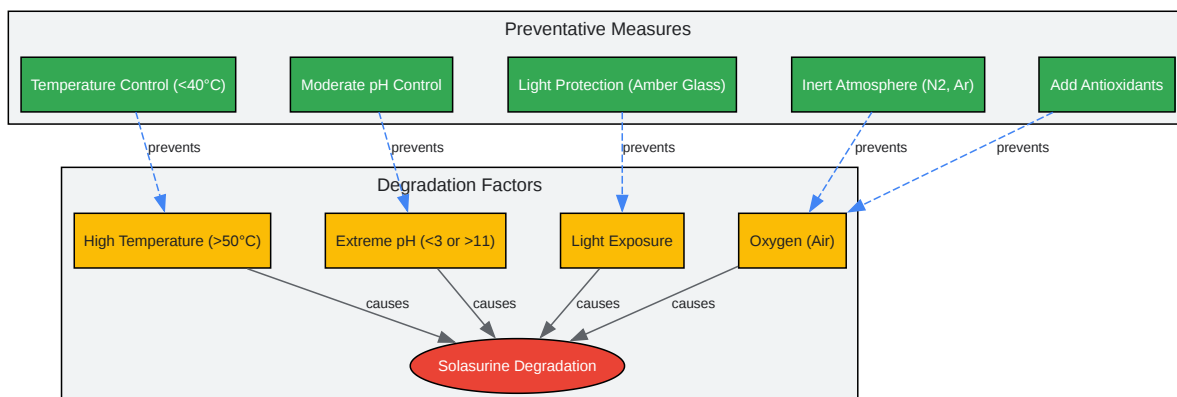 Preventative Measures
Temperature Control (<40°C)
Moderate pH Control
Light Protection (Amber Glass)
Inert Atmosphere (N2, Ar)
Add Antioxidants
prevents
prevents
prevents
prevents
prevents
Degradation Factors
High Temperature (>50°C)
Extreme pH (<3 or >11)
Light Exposure
Oxygen (Air)
causes
causes
causes
causes
Solasurine Degradation